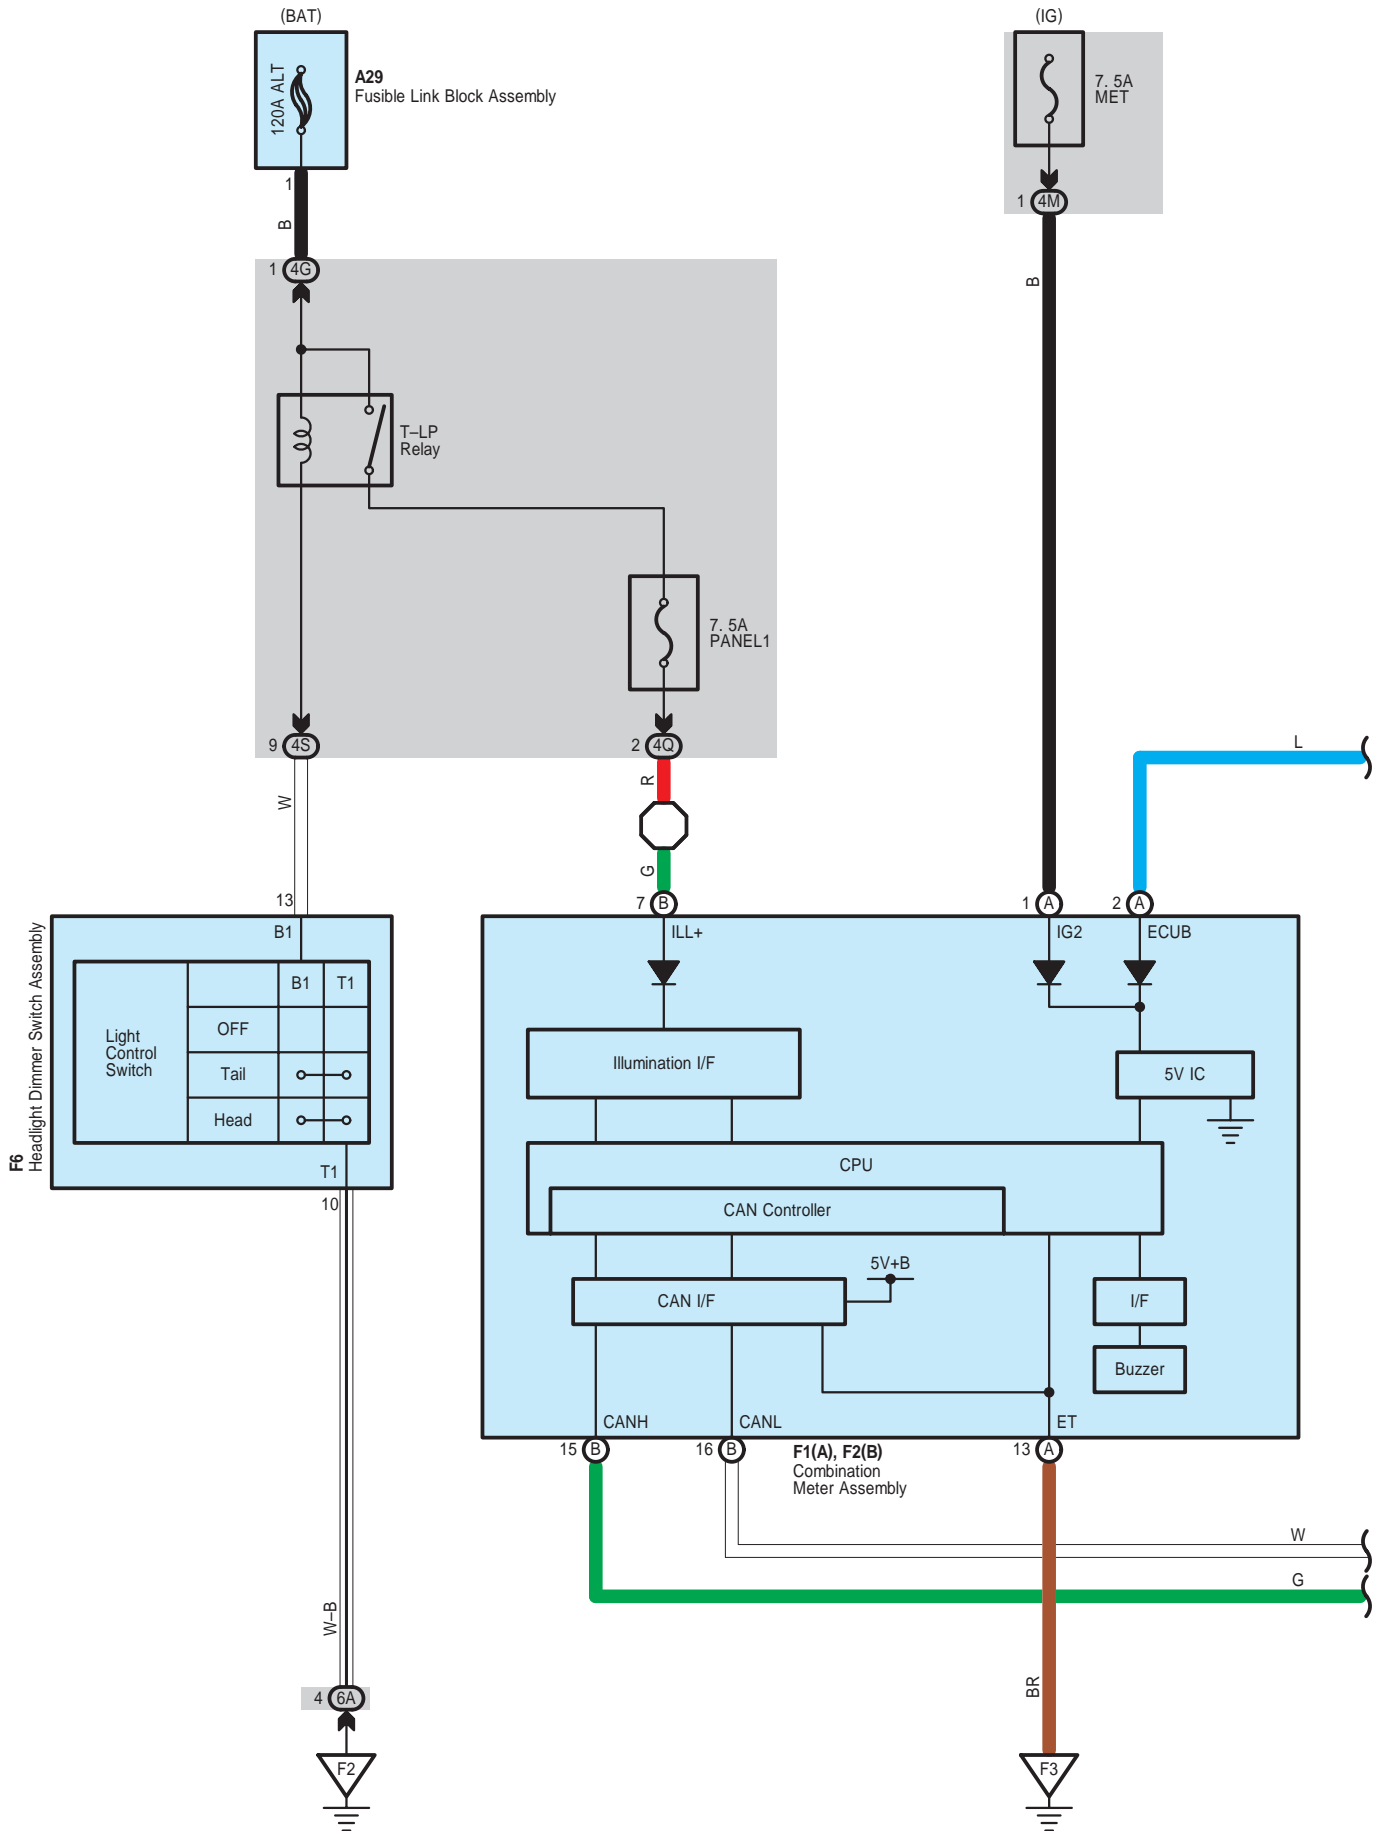 (BAT)
(IG)
120A ALT
A29
Fusible Link Block Assembly
7. 5A
MET
1
B
1 4M
1 4G
B
T–LP
Relay
7. 5A
PANEL1
9 4S
2 4Q
L
W
R
G
13
7 B
1 A
2 A
F6
Headlight Dimmer Switch Assembly
B1
ILL+
IG2
ECUB
B1 T1
Light
Control
Switch
OFF
Tail
Head
Illumination I/F
5V IC
CPU
T1
10
CAN Controller
5V+B
CAN I/F
I/F
Buzzer
CANH
CANL
ET
15 B
16 B
F1(A), F2(B)
Combination
Meter Assembly
13 A
W
G
W–B
BR
4 6A
F2
F3